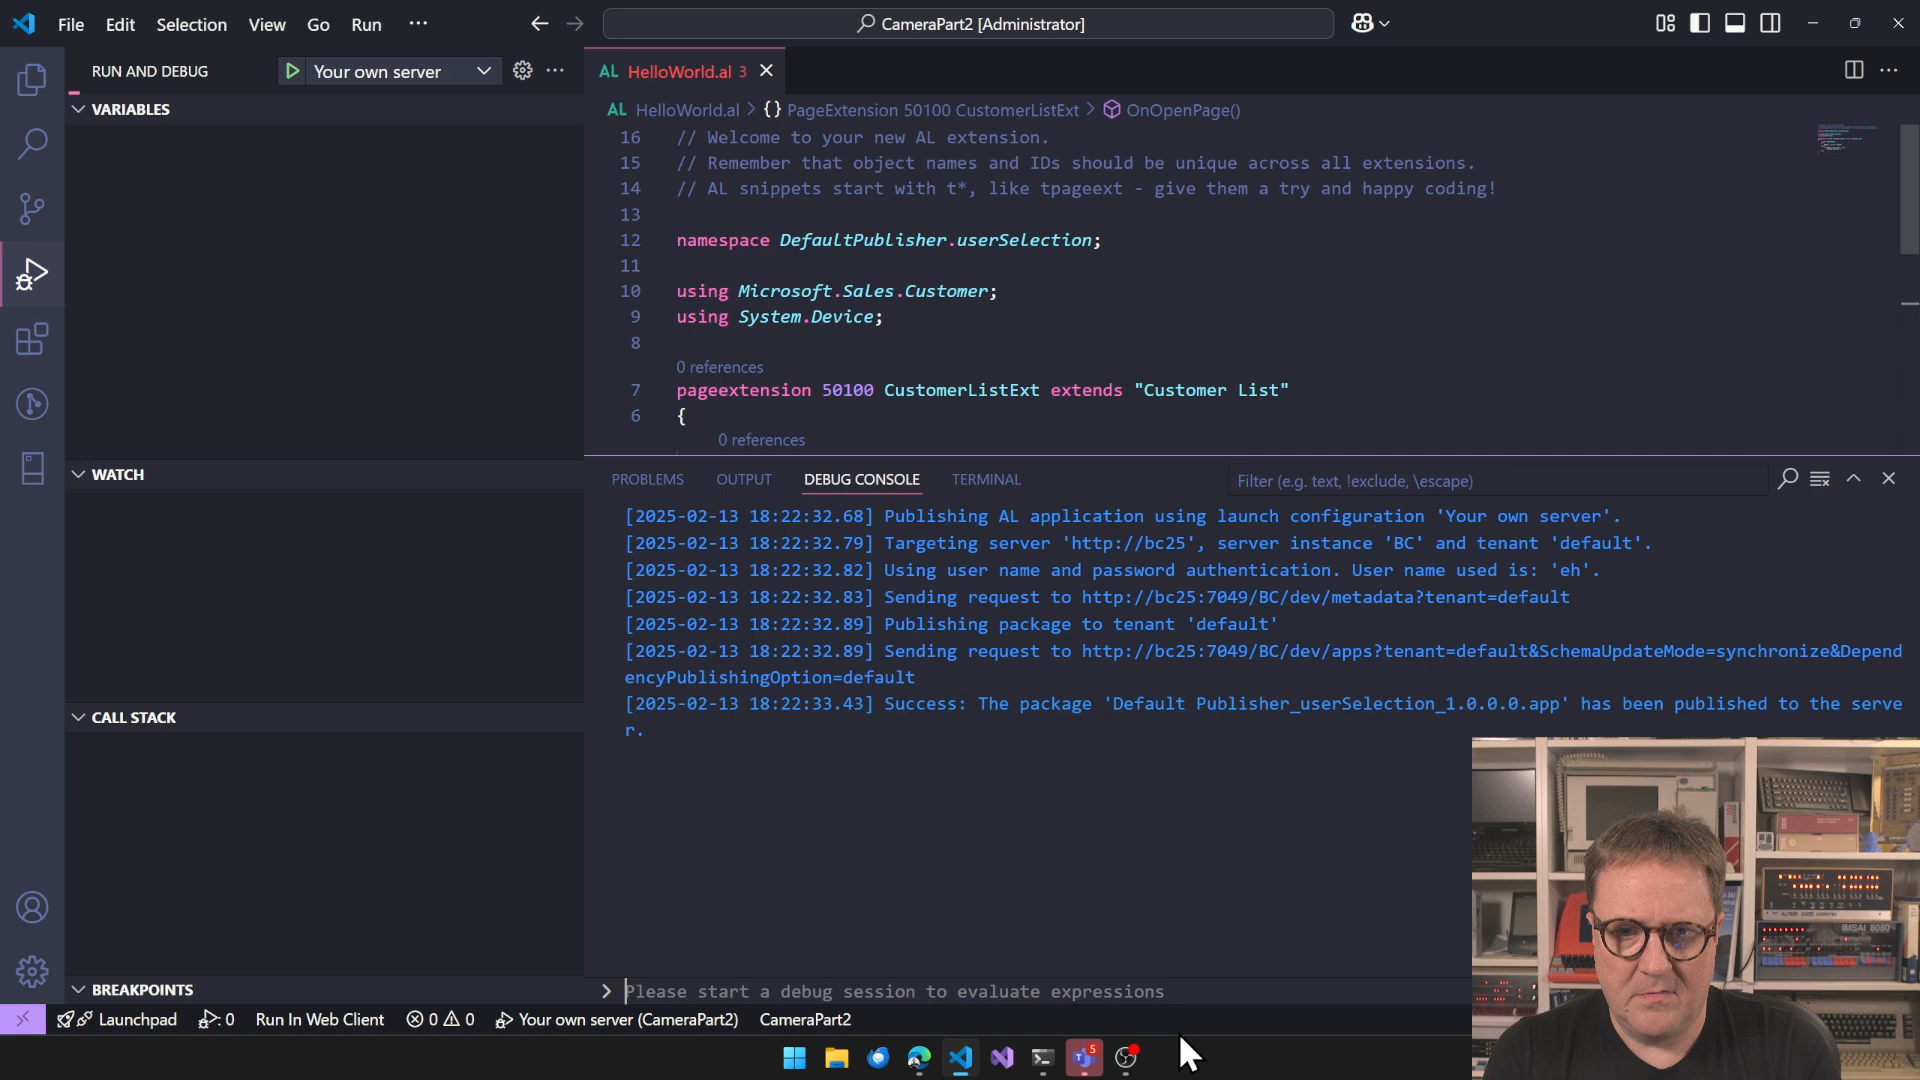 File Edit Selection View Go Run ···
CameraPart2 [Administrator]
RUN AND DEBUG
Your own server
AL HelloWorld.al 3
VARIABLES
AL HelloWorld.al > {} PageExtension 50100 CustomerListExt > OnOpenPage()
16 // Welcome to your new AL extension.
15 // Remember that object names and IDs should be unique across all extensions.
14 // AL snippets start with t*, like tpageext - give them a try and happy coding!
13
12 namespace DefaultPublisher.userSelection;
11
10 using Microsoft.Sales.Customer;
9 using System.Device;
8
0 references
7 pageextension 50100 CustomerListExt extends "Customer List"
6 {
0 references
WATCH
PROBLEMS OUTPUT DEBUG CONSOLE TERMINAL
Filter (e.g. text, !exclude, \escape)
[2025-02-13 18:22:32.68] Publishing AL application using launch configuration 'Your own server'.
[2025-02-13 18:22:32.79] Targeting server 'http://bc25', server instance 'BC' and tenant 'default'.
[2025-02-13 18:22:32.82] Using user name and password authentication. User name used is: 'eh'.
[2025-02-13 18:22:32.83] Sending request to http://bc25:7049/BC/dev/metadata?tenant=default
[2025-02-13 18:22:32.89] Publishing package to tenant 'default'
[2025-02-13 18:22:32.89] Sending request to http://bc25:7049/BC/dev/apps?tenant=default&SchemaUpdateMode=synchronize&Depend
encyPublishingOption=default
[2025-02-13 18:22:33.43] Success: The package 'Default Publisher_userSelection_1.0.0.0.app' has been published to the serve
r.
CALL STACK
BREAKPOINTS
> Please start a debug session to evaluate expressions
Launchpad 0 Run In Web Client 0 0 Your own server (CameraPart2) CameraPart2
5
IMSAI 8080